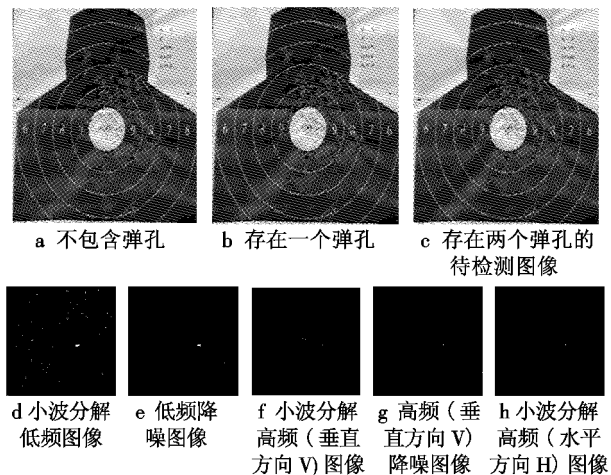 a 不包含弹孔
b 存在一个弹孔
c 存在两个弹孔的
待检测图像
d 小波分解
低频图像
e 低频降
噪图像
f 小波分解
高频(垂直
方向V)图像
g 高频(垂
直方向V)
降噪图像
h 小波分解
高频(水平
方向H)图像